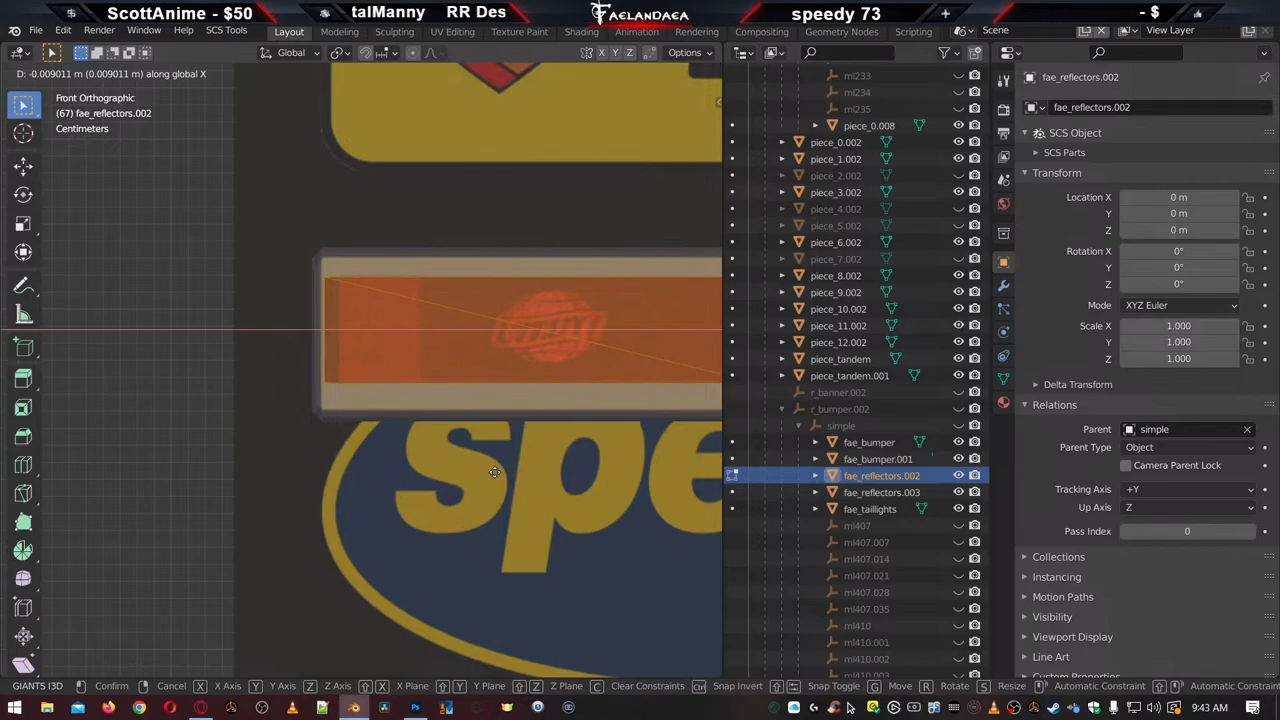 ScottAnime - $50 talManny RR Des FAELANDAEA speedy 73 - $
File Edit Render Window Help SCS Tools Layout Modeling Sculpting UV Editing Texture Paint Shading Animation Rendering Compositing Geometry Nodes Scripting Scene View Layer
Global X Y Z Options
D: -0.009011 m (0.009011 m) along global X
Front Orthographic
(67) fae_reflectors.002
Centimeters
spe
ml233
ml234
ml235
piece_0.008
piece_0.002
piece_1.002
piece_2.002
piece_3.002
piece_4.002
piece_5.002
piece_6.002
piece_7.002
piece_8.002
piece_9.002
piece_10.002
piece_11.002
piece_12.002
piece_tandem
piece_tandem.001
r_banner.002
r_bumper.002
simple
fae_bumper
fae_bumper.001
fae_reflectors.002
fae_reflectors.003
fae_taillights
ml407
ml407.007
ml407.014
ml407.021
ml407.028
ml407.035
ml410
ml410.001
ml410.002
ml410.003
fae_reflectors.002
fae_reflectors.002
SCS Object
SCS Parts
Transform
Location X 0 m
Y 0 m
Z 0 m
Rotation X 0°
Y 0°
Z 0°
Mode XYZ Euler
Scale X 1.000
Y 1.000
Z 1.000
Delta Transform
Relations
Parent simple
Parent Type Object
Camera Parent Lock
Tracking Axis +Y
Up Axis Z
Pass Index 0
Collections
Instancing
Motion Paths
Visibility
Viewport Display
Line Art
GIANTS I3D Confirm Cancel X X Axis Y Y Axis Z Z Axis X X Plane Y Y Plane Z Z Plane C Clear Constraints Ctrl Snap Invert Snap Toggle G Move R Rotate S Resize Automatic Constraint Automatic Constrain
9:43 AM